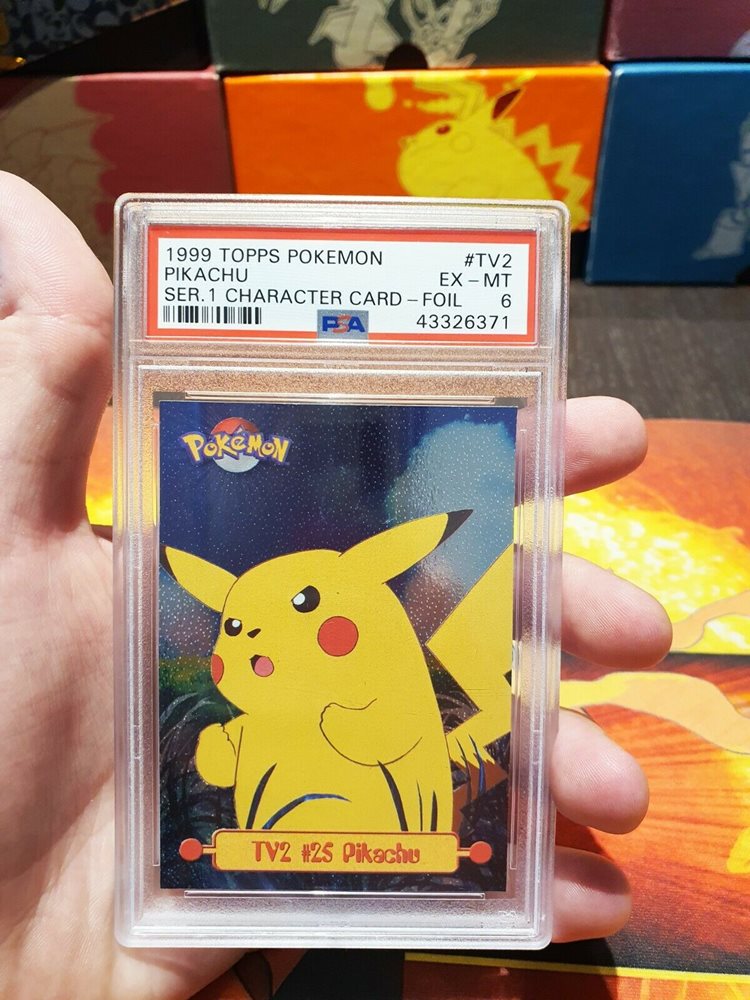 1999 TOPPS POKEMON #TV2
PIKACHU EX - MT
SER.1 CHARACTER CARD - FOIL 6
PSA 43326371
POKéMON
TV2 #25 Pikachu